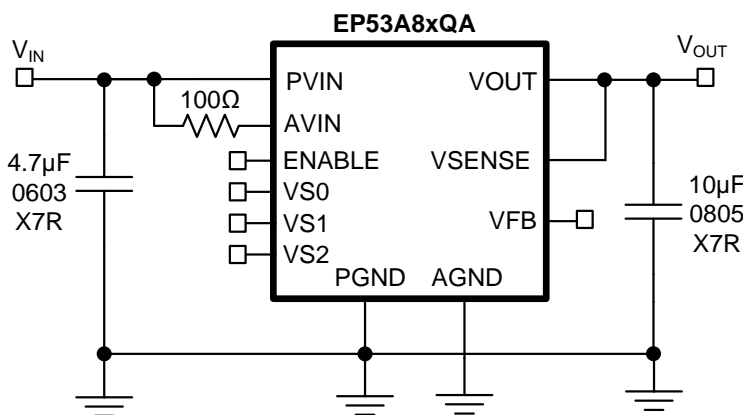 EP53A8xQA
VIN
VOUT
PVIN
VOUT
100Ω
AVIN
ENABLE
VSENSE
4.7µF
0603
X7R
VS0
VS1
VFB
VS2
10µF
0805
X7R
PGND
AGND